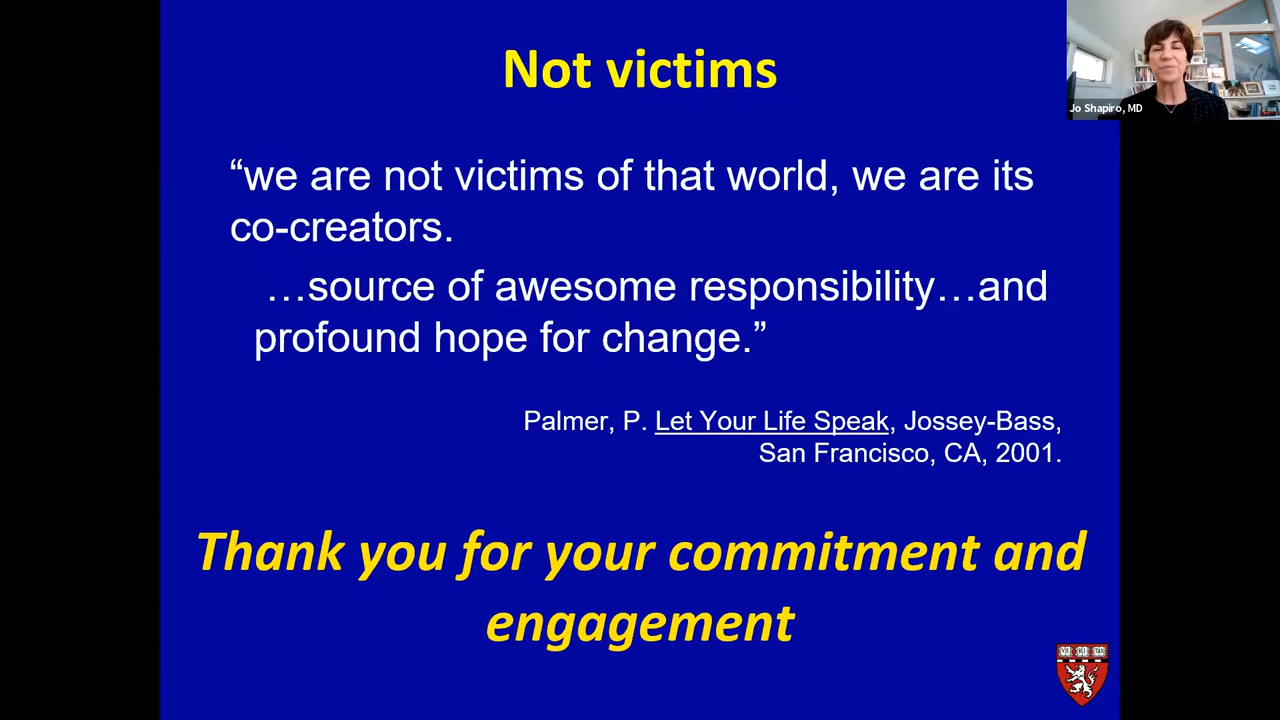 Not victims
Jo Shapiro, MD
“we are not victims of that world, we are its
co-creators.
…source of awesome responsibility…and
profound hope for change.”
Palmer, P. Let Your Life Speak, Jossey-Bass,
San Francisco, CA, 2001.
Thank you for your commitment and
engagement